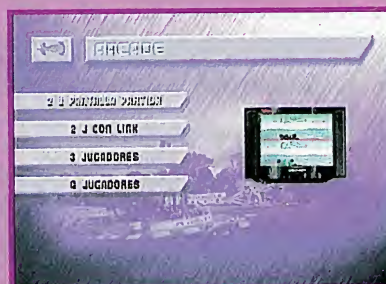 ARCADE
2 J PANTALLA PARTIDA
2 J CON LINK
3 JUGADORES
4 JUGADORES